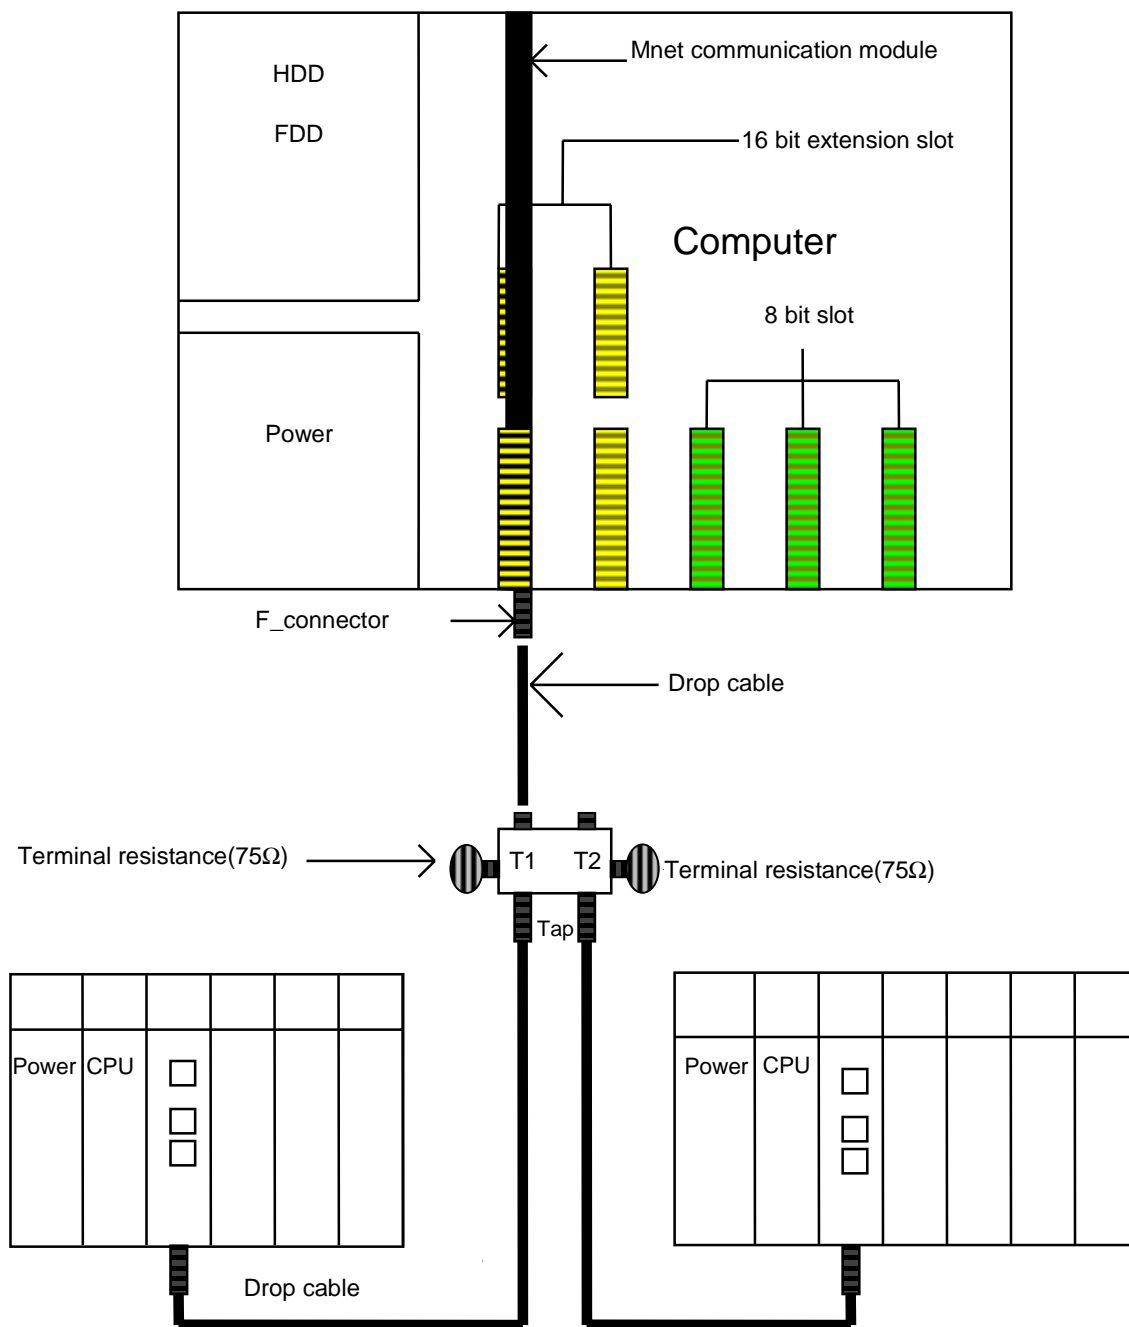 Mnet communication module
HDD
FDD
16 bit extension slot
Computer
8 bit slot
Power
F_connector
Drop cable
Terminal resistance(75Ω)
T1 T2
Terminal resistance(75Ω)
Tap
Power CPU
Power CPU
Drop cable